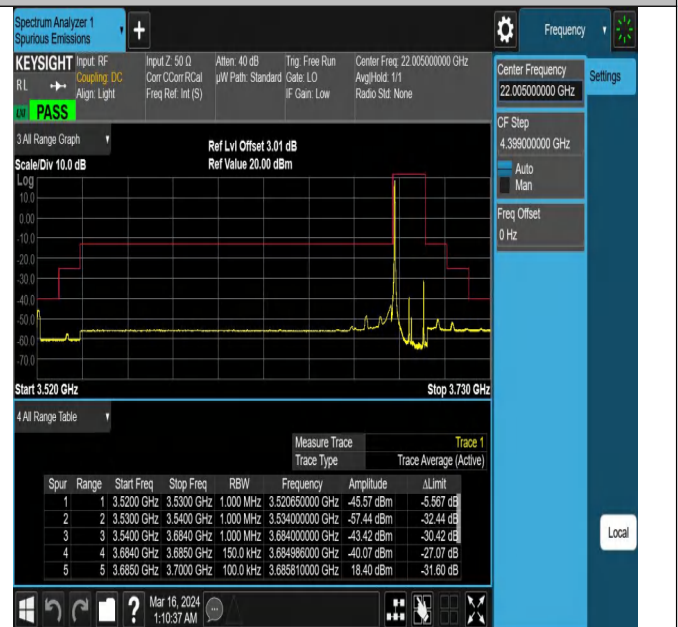 Spectrum Analyzer 1
Spurious Emissions
+
Frequency
KEYSIGHT
RL
Input: RF
Coupling: DC
Align: Light
Input Z: 50 Ω
Corr CCorr RCal
Freq Ref: Int (S)
Atten: 40 dB
µW Path: Standard
Trig: Free Run
Gate: LO
IF Gain: Low
Center Freq: 22.005000000 GHz
Avg|Hold: 1/1
Radio Std: None
PASS
Center Frequency
22.005000000 GHz
Settings
CF Step
4.399000000 GHz
Auto
Man
Freq Offset
0 Hz
3 All Range Graph
Scale/Div 10.0 dB
Ref Lvl Offset 3.01 dB
Ref Value 20.00 dBm
Log
10.0
0.00
-10.0
-20.0
-30.0
-40.0
-50.0
-60.0
-70.0
Start 3.520 GHz
Stop 3.730 GHz
4 All Range Table
Measure Trace Trace 1
Trace Type Trace Average (Active)
Spur Range Start Freq Stop Freq RBW Frequency Amplitude ΔLimit
1 1 3.5200 GHz 3.5300 GHz 1.000 MHz 3.520650000 GHz -45.57 dBm -5.567 dB
2 2 3.5300 GHz 3.5400 GHz 1.000 MHz 3.534000000 GHz -57.44 dBm -32.44 dB
3 3 3.5400 GHz 3.6840 GHz 1.000 MHz 3.684000000 GHz -43.42 dBm -30.42 dB
4 4 3.6840 GHz 3.6850 GHz 150.0 kHz 3.684986000 GHz -40.07 dBm -27.07 dB
5 5 3.6850 GHz 3.7000 GHz 100.0 kHz 3.685810000 GHz 18.40 dBm -31.60 dB
Local
?
Mar 16, 2024
1:10:37 AM